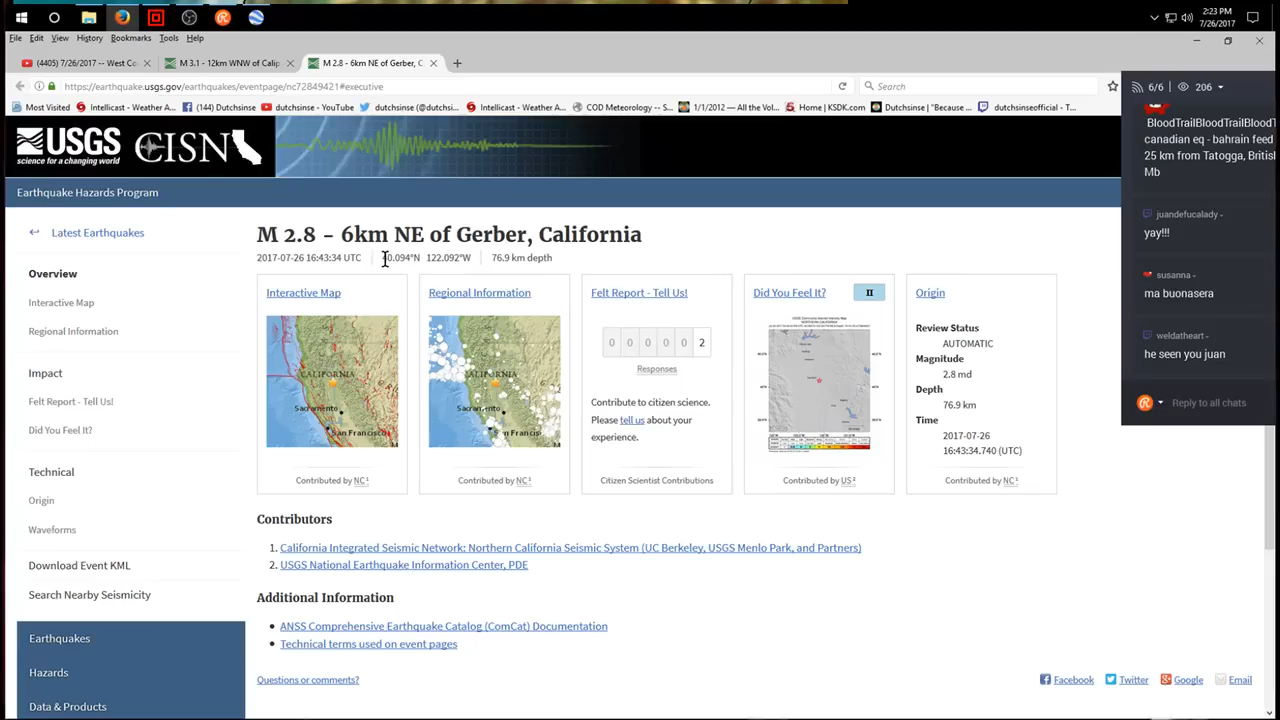 2:23 PM
7/26/2017
File Edit View History Bookmarks Tools Help
(4405) 7/26/2017 -- West Co
M 3.1 - 12km WNW of Calip
M 2.8 - 6km NE of Gerber, C
https://earthquake.usgs.gov/earthquakes/eventpage/nc72849421#executive
Search
6/6 206
Most Visited Intellicast - Weather A... (144) Dutchsinse dutchsinse - YouTube dutchsinse (@dutchsi... Intellicast - Weather A... COD Meteorology -- S... 1/1/2012 — All the Vol... Home | KSDK.com Dutchsinse | "Because ... dutchsinseofficial - T...
BloodTrailBloodTrailBloodT
canadian eq - bahrain feed
25 km from Tatogga, Britis
Mb
USGS
science for a changing world
CISN
Earthquake Hazards Program
juandefucalady -
yay!!!
susanna -
ma buonasera
weldatheart -
he seen you juan
Reply to all chats
Latest Earthquakes
Overview
Interactive Map
Regional Information
Impact
Felt Report - Tell Us!
Did You Feel It?
Technical
Origin
Waveforms
Download Event KML
Search Nearby Seismicity
Earthquakes
Hazards
Data & Products
M 2.8 - 6km NE of Gerber, California
2017-07-26 16:43:34 UTC 40.094°N 122.092°W 76.9 km depth
Interactive Map
CALIFORNIA
Sacramento
San Francisco
Contributed by NC¹
Regional Information
CALIFORNIA
Sacramento
n Francisc
Contributed by NC¹
Felt Report - Tell Us!
0 0 0 0 0 2
Responses
Contribute to citizen science.
Please tell us about your
experience.
Citizen Scientist Contributions
Did You Feel It? II
Contributed by US²
Origin
Review Status
AUTOMATIC
Magnitude
2.8 md
Depth
76.9 km
Time
2017-07-26
16:43:34.740 (UTC)
Contributed by NC¹
Contributors
1. California Integrated Seismic Network: Northern California Seismic System (UC Berkeley, USGS Menlo Park, and Partners)
2. USGS National Earthquake Information Center, PDE
Additional Information
ANSS Comprehensive Earthquake Catalog (ComCat) Documentation
Technical terms used on event pages
Questions or comments?
Facebook Twitter Google Email